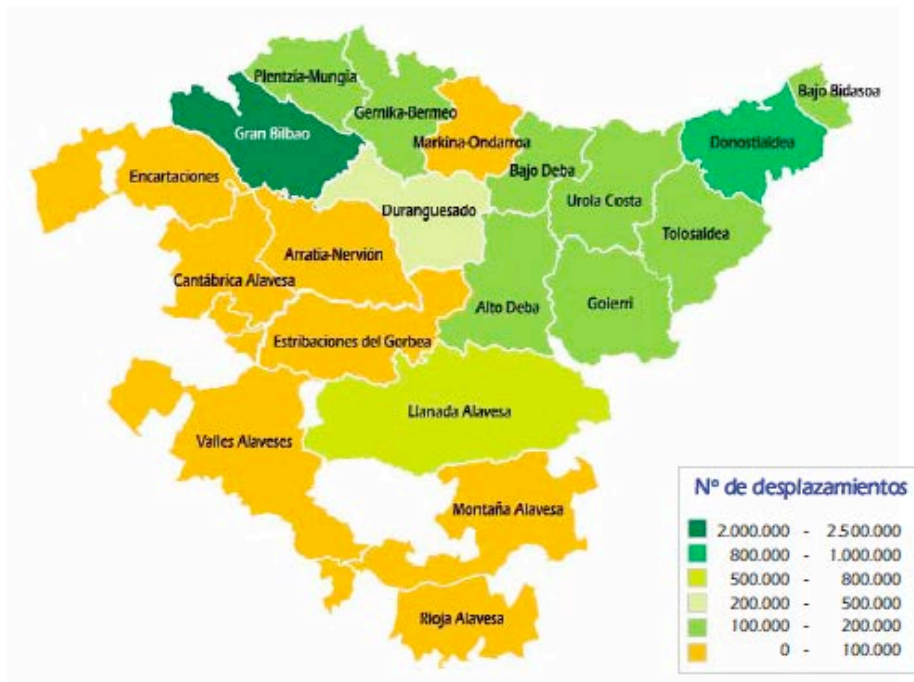 Plentzia-Mungia
Bajo Bidasoa
Gernika-Bermeo
Gran Bilbao
Markina-Ondarroa
Donostialdea
Encartaciones
Bajo Deba
Urola Costa
Duranguesado
Tolosaldea
Arratia-Nervión
Cantábrica Alavesa
Alto Deba
Goierri
Estribaciones del Gorbea
Llanada Alavesa
Valles Alaveses
Montaña Alavesa
Rioja Alavesa
Nº de desplazamientos
2.000.000 - 2.500.000
800.000 - 1.000.000
500.000 - 800.000
200.000 - 500.000
100.000 - 200.000
0 - 100.000